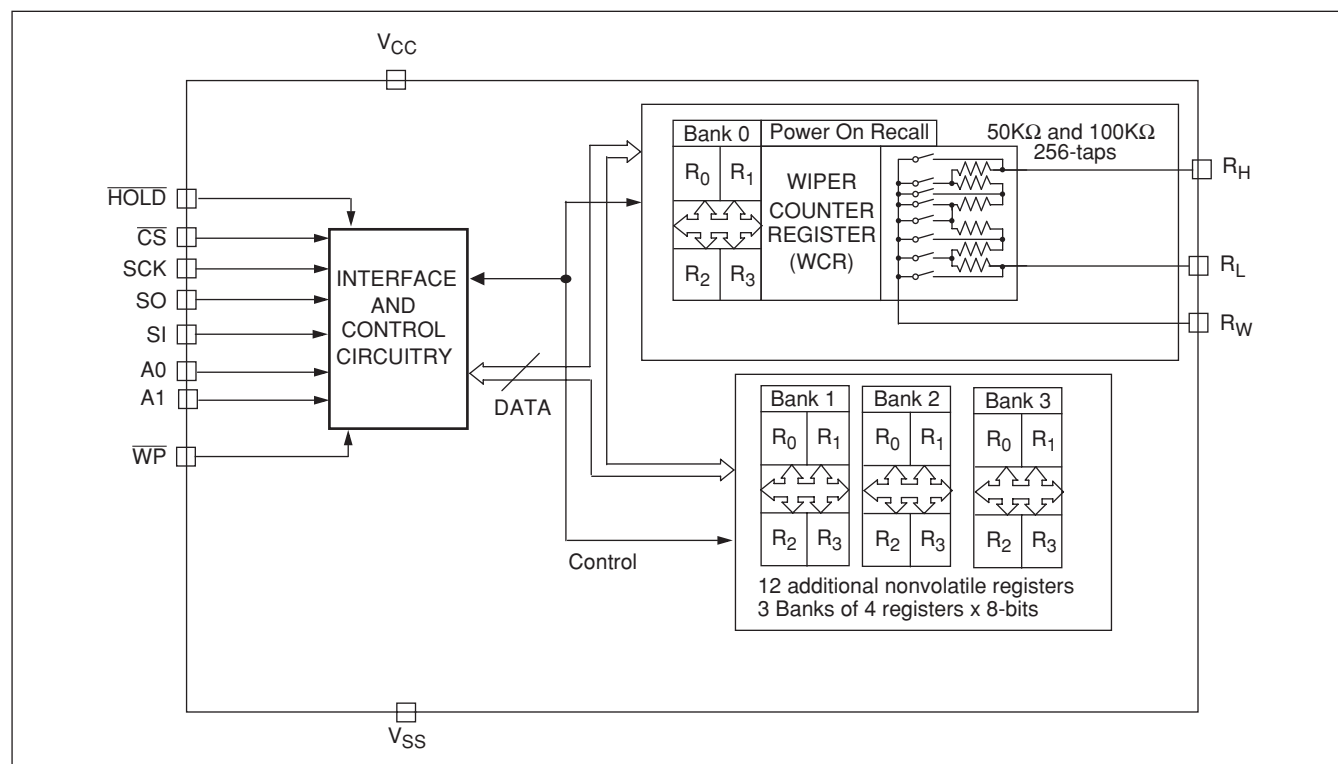 VCC
Bank 0
Power On Recall
50KΩ and 100KΩ
256-taps
R0
R1
R2
R3
WIPER
COUNTER
REGISTER
(WCR)
RH
RL
RW
HOLD
CS
SCK
SO
SI
A0
A1
WP
INTERFACE
AND
CONTROL
CIRCUITRY
DATA
Control
Bank 1
R0
R1
R2
R3
Bank 2
R0
R1
R2
R3
Bank 3
R0
R1
R2
R3
12 additional nonvolatile registers
3 Banks of 4 registers x 8-bits
VSS